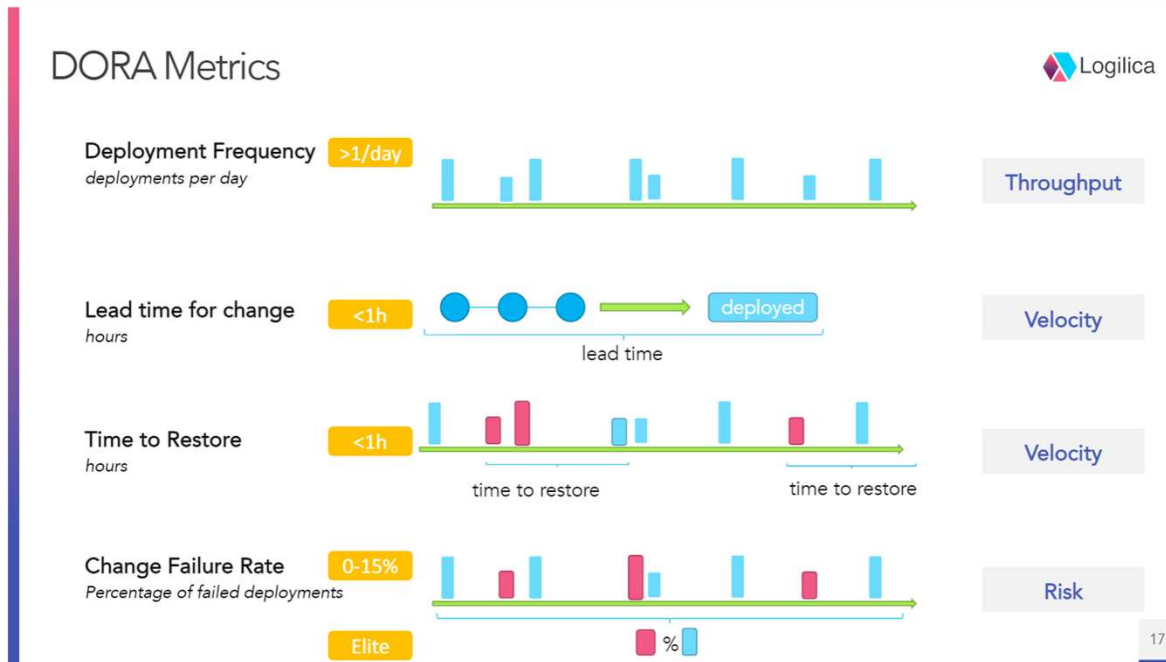 DORA Metrics
Logilica
Deployment Frequency
>1/day
deployments per day
Throughput
Lead time for change
<1h
hours
deployed
lead time
Velocity
Time to Restore
<1h
hours
time to restore
time to restore
Velocity
Change Failure Rate
0-15%
Percentage of failed deployments
Risk
Elite
%
17